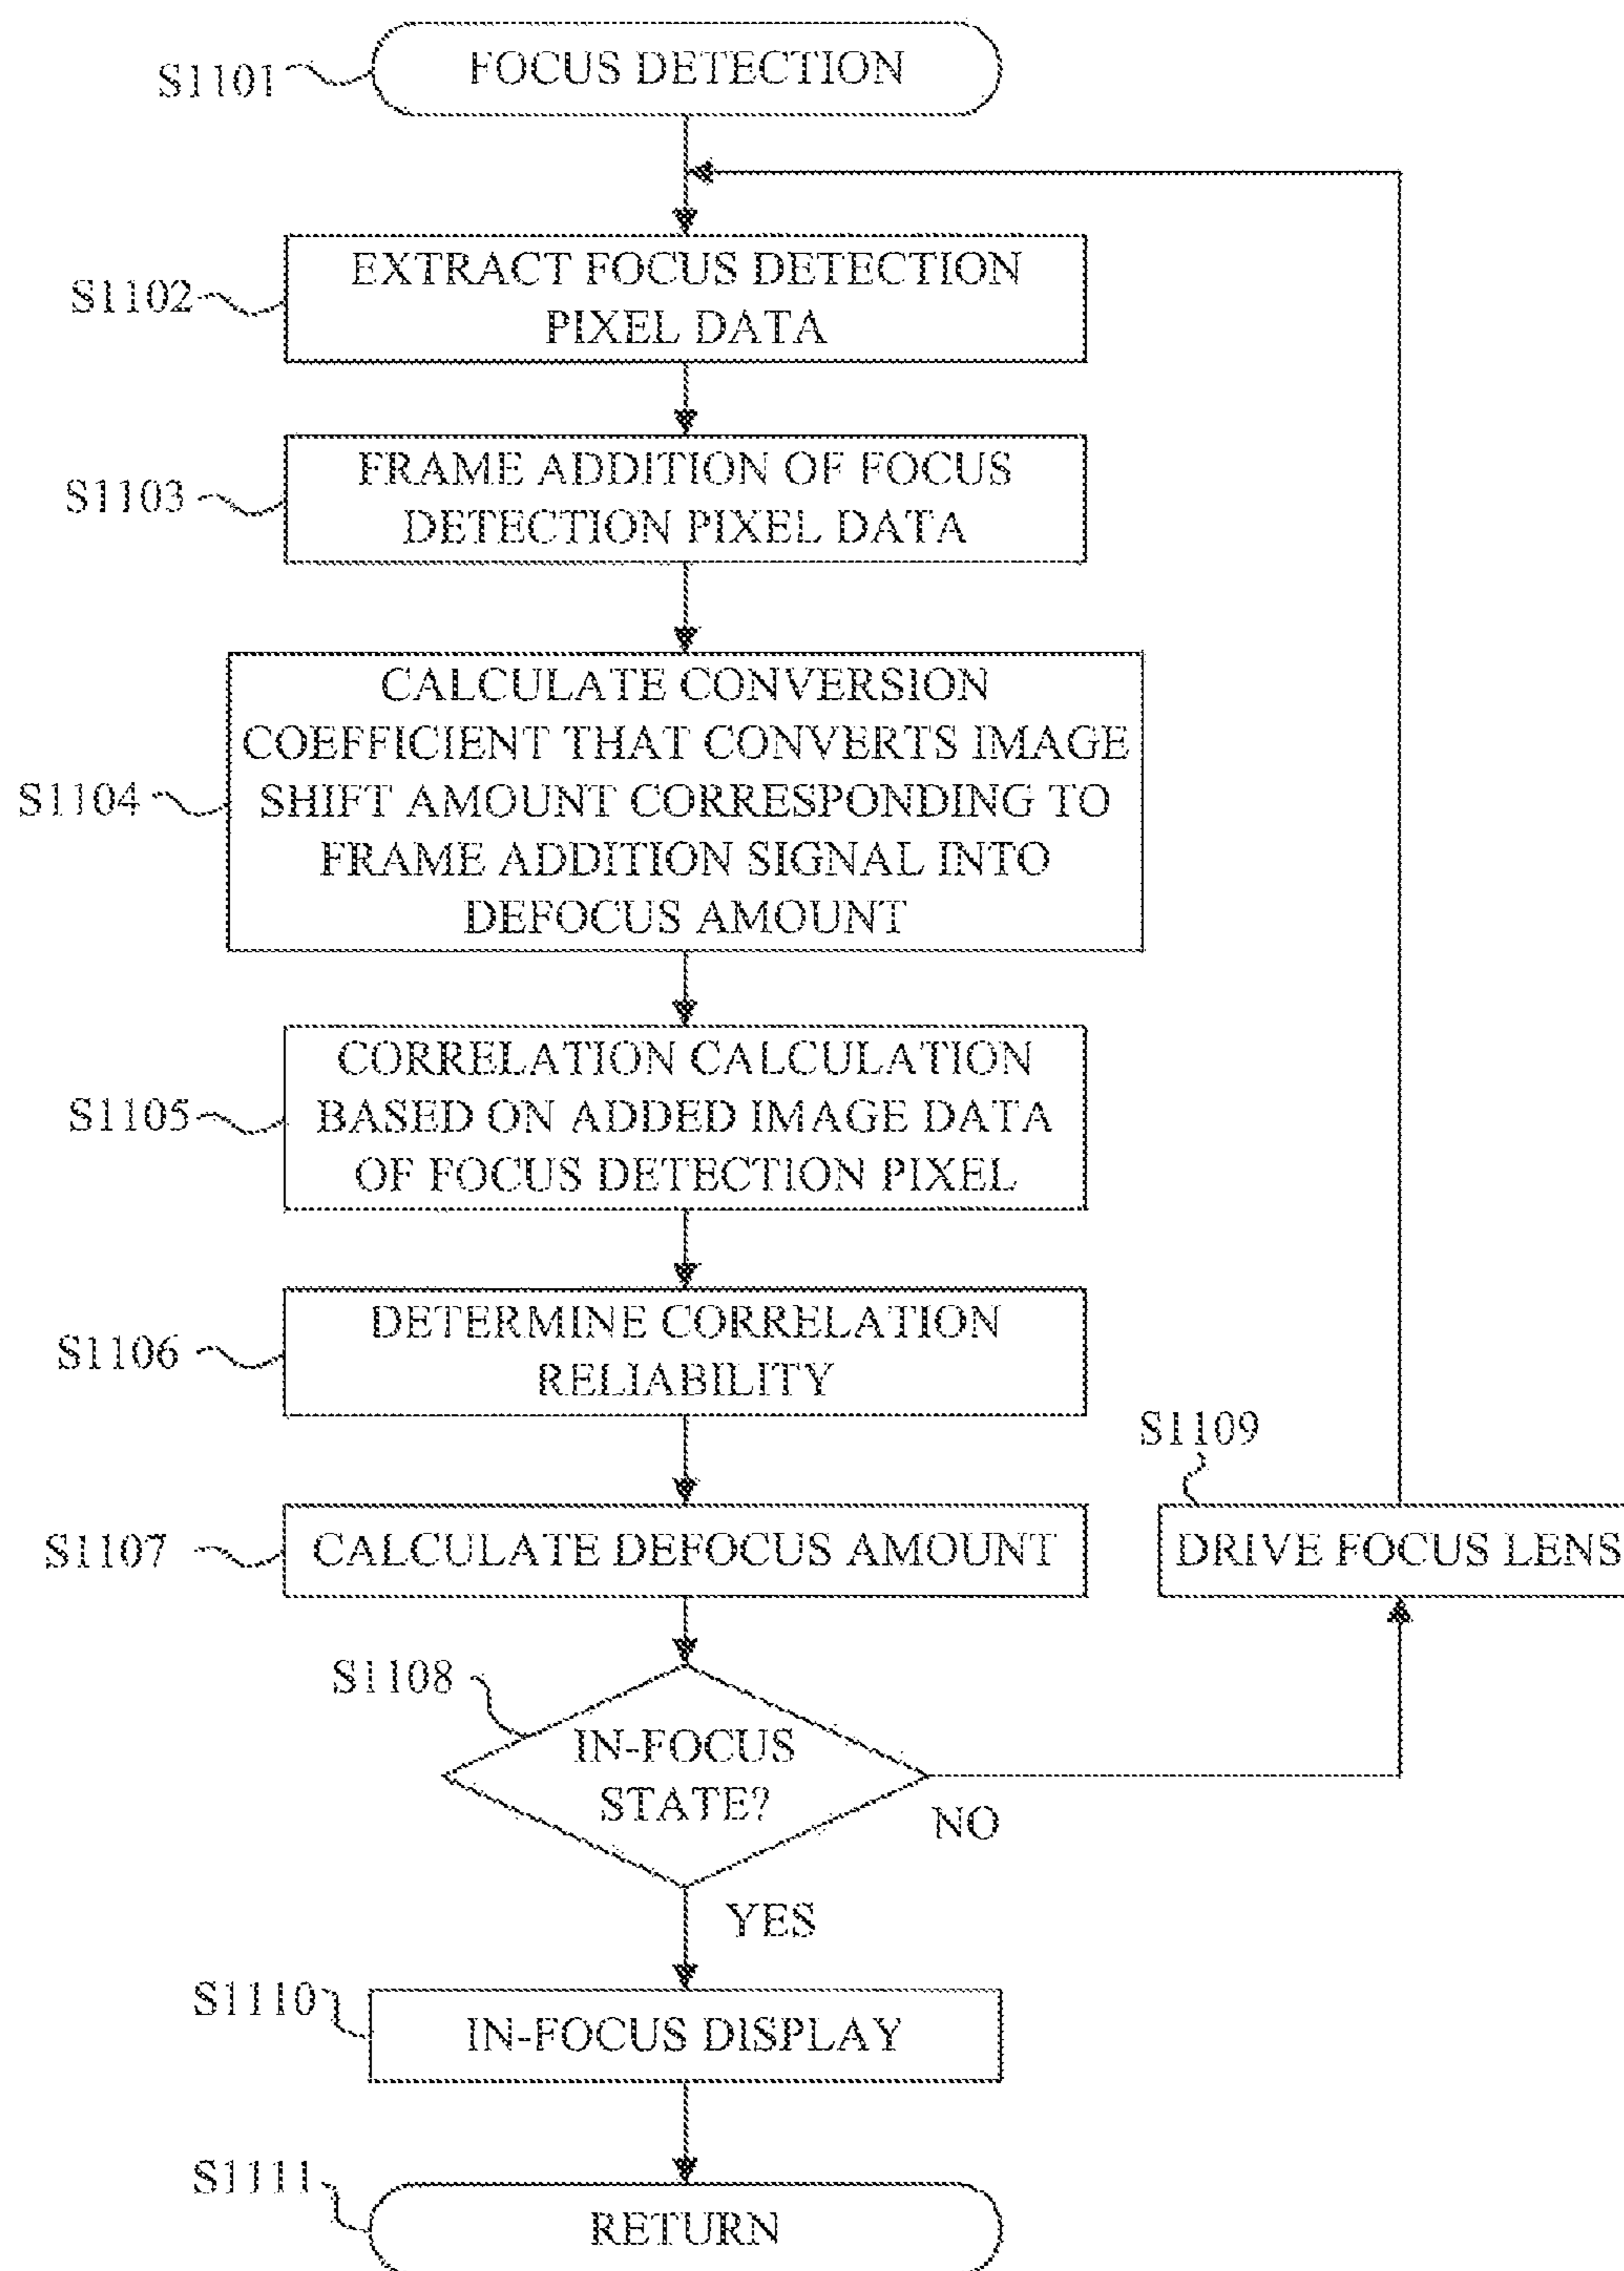 S1101
FOCUS DETECTION
S1102
EXTRACT FOCUS DETECTION
PIXEL DATA
S1103
FRAME ADDITION OF FOCUS
DETECTION PIXEL DATA
S1104
CALCULATE CONVERSION
COEFFICIENT THAT CONVERTS IMAGE
SHIFT AMOUNT CORRESPONDING TO
FRAME ADDITION SIGNAL INTO
DEFOCUS AMOUNT
S1105
CORRELATION CALCULATION
BASED ON ADDED IMAGE DATA
OF FOCUS DETECTION PIXEL
S1106
DETERMINE CORRELATION
RELIABILITY
S1107
CALCULATE DEFOCUS AMOUNT
S1109
DRIVE FOCUS LENS
S1108
IN-FOCUS
STATE?
NO
YES
S1110
IN-FOCUS DISPLAY
S1111
RETURN